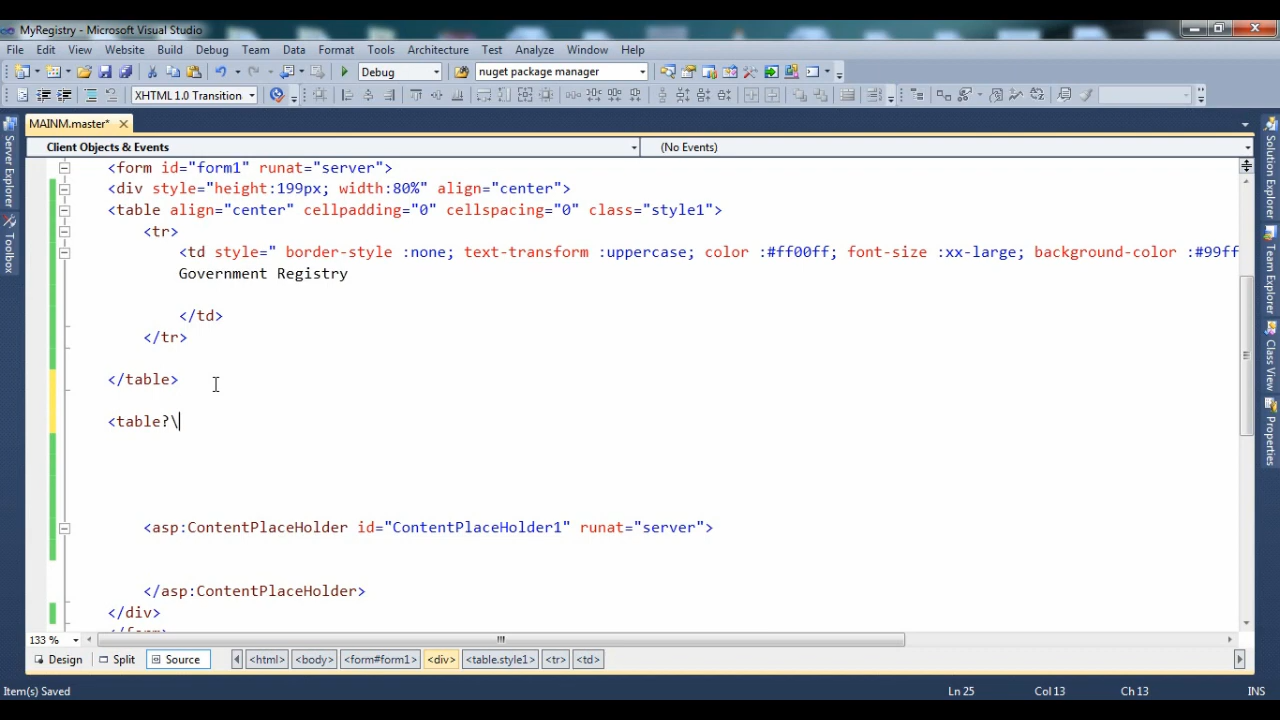 MyRegistry - Microsoft Visual Studio
File Edit View Website Build Debug Team Data Format Tools Architecture Test Analyze Window Help
Debug nuget package manager
XHTML 1.0 Transition
MAINM.master*
Client Objects & Events (No Events)
<form id="form1" runat="server">
<div style="height:199px; width:80%" align="center">
<table align="center" cellpadding="0" cellspacing="0" class="style1">
<tr>
<td style=" border-style :none; text-transform :uppercase; color :#ff00ff; font-size :xx-large; background-color :#99ff
Government Registry
</td>
</tr>
</table>
<table?\
<asp:ContentPlaceHolder id="ContentPlaceHolder1" runat="server">
</asp:ContentPlaceHolder>
</div>
</form>
133 %
Design Split Source <html> <body> <form#form1> <div> <table.style1> <tr> <td>
Item(s) Saved Ln 25 Col 13 Ch 13 INS
Server Explorer
Toolbox
Solution Explorer
Team Explorer
Class View
Properties